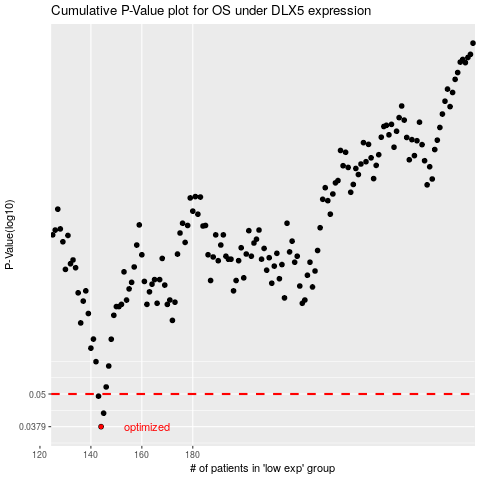 Cumulative P-Value plot for OS under DLX5 expression
P-Value(log10)
0.05
0.0379
optimized
120 140 160 180
# of patients in 'low exp' group